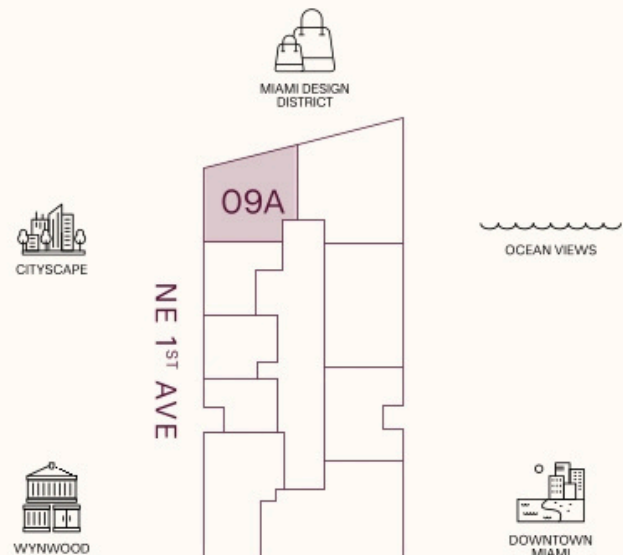 MIAMI DESIGN
DISTRICT
09A
CITYSCAPE
OCEAN VIEWS
NE 1ST AVE
WYNWOOD
DOWNTOWN
MIAMI